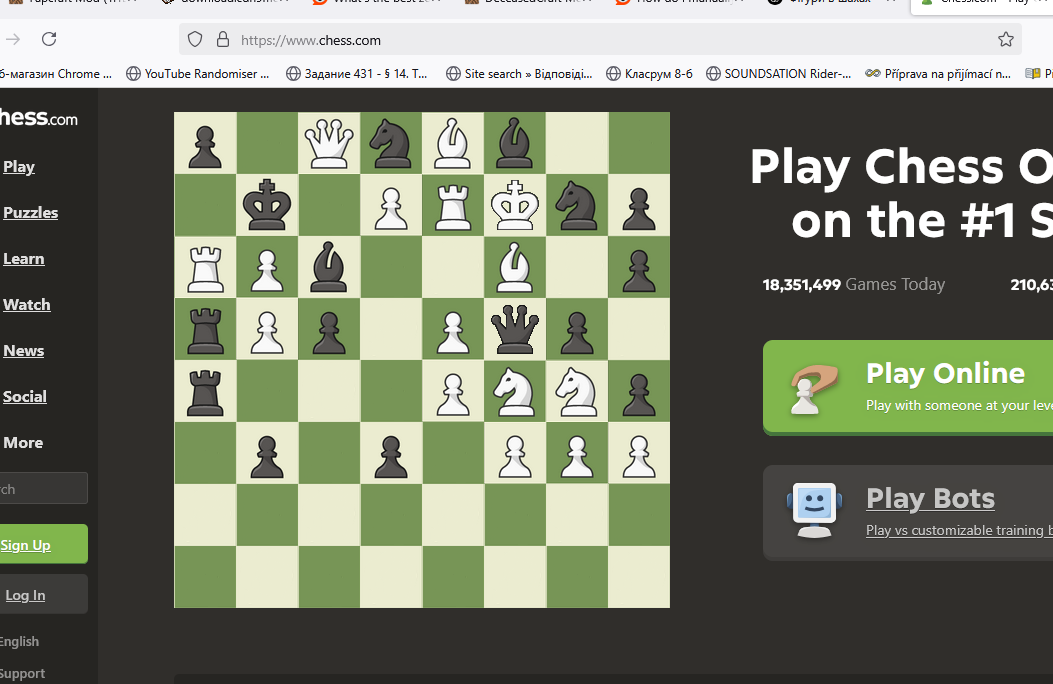 https://www.chess.com
б-магазин Chrome ...
YouTube Randomiser ...
Задание 431 - § 14. Т...
Site search » Відповіді...
Класрум 8-б
SOUNDSATION Rider-...
Příprava na přijímací n...
hess.com
Play
Puzzles
Learn
Watch
News
Social
More
rch
Sign Up
Log In
English
Support
Play Chess O
on the #1 S
18,351,499 Games Today
210,63
Play Online
Play with someone at your leve
Play Bots
Play vs customizable training b